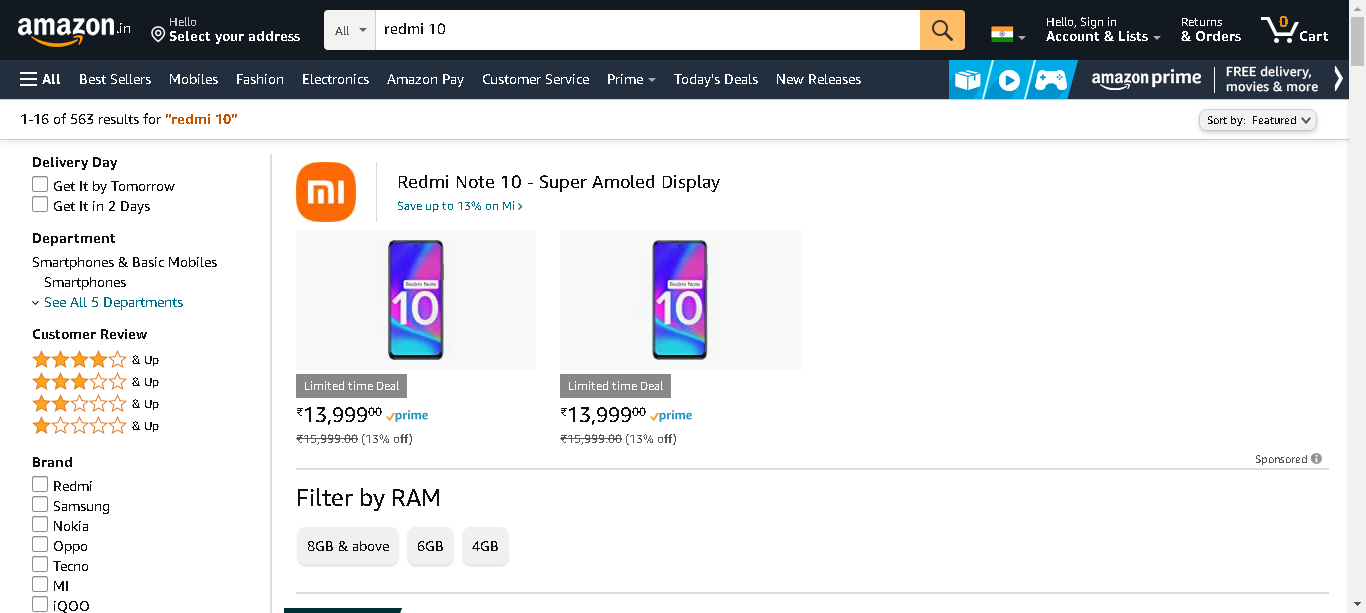 amazon.in
Hello
Select your address
All
redmi 10
Hello, Sign in
Account & Lists
Returns
& Orders
0
Cart
All
Best Sellers
Mobiles
Fashion
Electronics
Amazon Pay
Customer Service
Prime
Today's Deals
New Releases
amazon prime
FREE delivery,
movies & more
1-16 of 563 results for "redmi 10"
Sort by: Featured
Delivery Day
Get It by Tomorrow
Get It in 2 Days
Department
Smartphones & Basic Mobiles
Smartphones
See All 5 Departments
Customer Review
& Up
& Up
& Up
& Up
Brand
Redmi
Samsung
Nokia
Oppo
Tecno
MI
iQOO
mi
Redmi Note 10 - Super Amoled Display
Save up to 13% on Mi
Redmi Note
10
Limited time Deal
₹13,999.00 prime
₹15,999.00 (13% off)
Redmi Note
10
Limited time Deal
₹13,999.00 prime
₹15,999.00 (13% off)
Sponsored
Filter by RAM
8GB & above
6GB
4GB